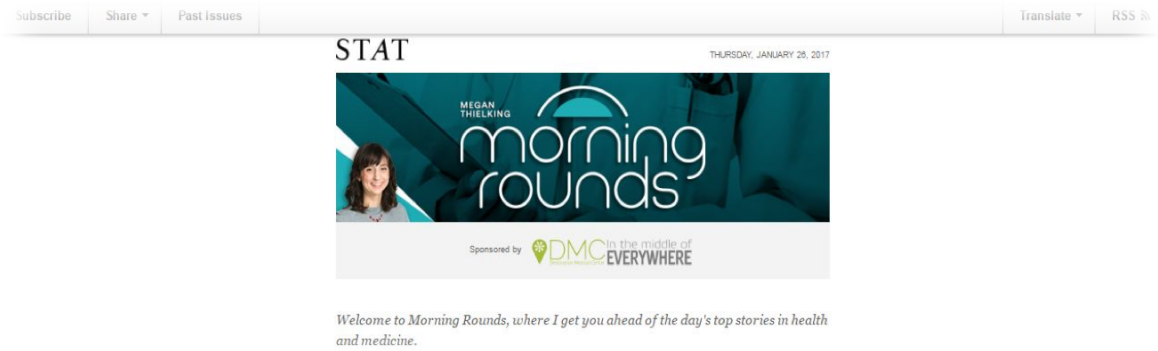 Subscribe Share Past Issues Translate RSS
STAT
THURSDAY, JANUARY 26, 2017
MEGAN
THIELKING
morning
rounds
Sponsored by DMC In the middle of
EVERYWHERE
Welcome to Morning Rounds, where I get you ahead of the day's top stories in health
and medicine.